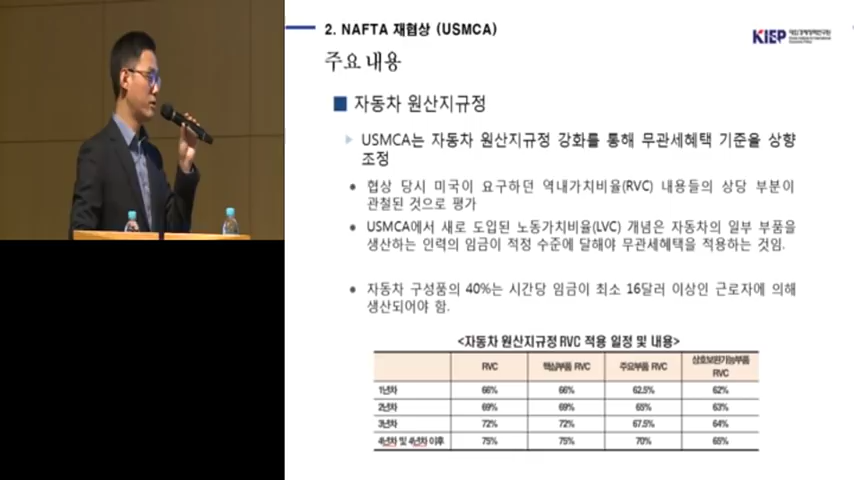 2. NAFTA 재협상 (USMCA)
KIEP
주요 내용
자동차 원산지규정
USMCA는 자동차 원산지규정 강화를 통해 무관세혜택 기준을 상향
조정
협상 당시 미국이 요구하던 역내가치비율(RVC) 내용들의 상당 부분이
관철된 것으로 평가
USMCA에서 새로 도입된 노동가치비율(LVC) 개념은 자동차의 일부 부품을
생산하는 인력의 임금이 적정 수준에 달해야 무관세혜택을 적용하는 것임.
자동차 구성품의 40%는 시간당 임금이 최소 16달러 이상인 근로자에 의해
생산되어야 함.
<자동차 원산지규정 RVC 적용 일정 및 내용>
RVC 핵심부품 RVC 주요부품 RVC 상호보완가능부품 RVC
1년차 66% 66% 62.5% 62%
2년차 69% 69% 65% 63%
3년차 72% 72% 67.5% 64%
4년차 및 4년차 이후 75% 75% 70% 65%